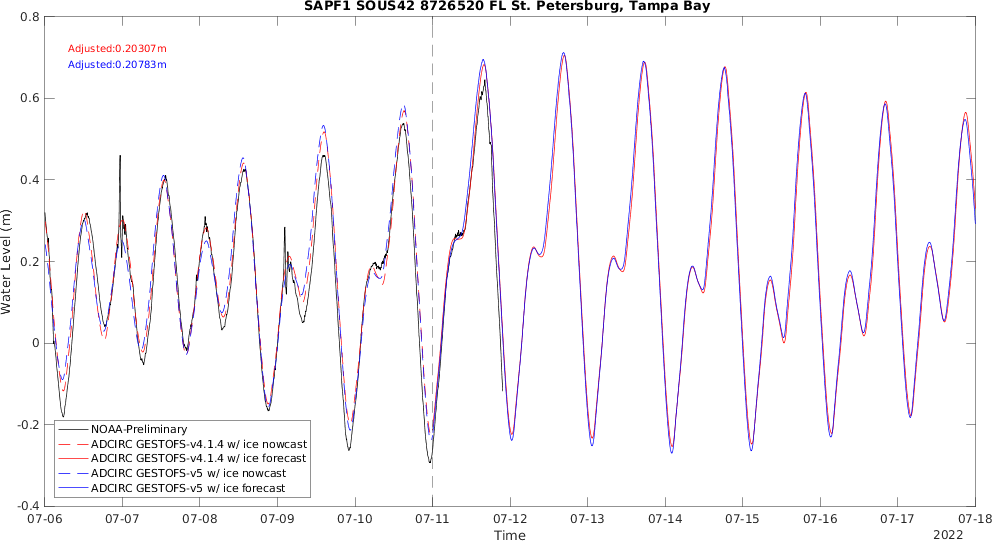 SAPF1 SOUS42 8726520 FL St. Petersburg, Tampa Bay
Adjusted:0.20307m
Adjusted:0.20783m
Water Level (m)
0.8
0.6
0.4
0.2
0
-0.2
-0.4
NOAA-Preliminary
ADCIRC GESTOFS-v4.1.4 w/ ice nowcast
ADCIRC GESTOFS-v4.1.4 w/ ice forecast
ADCIRC GESTOFS-v5 w/ ice nowcast
ADCIRC GESTOFS-v5 w/ ice forecast
07-06 07-07 07-08 07-09 07-10 07-11 07-12 07-13 07-14 07-15 07-16 07-17 07-18
Time
2022